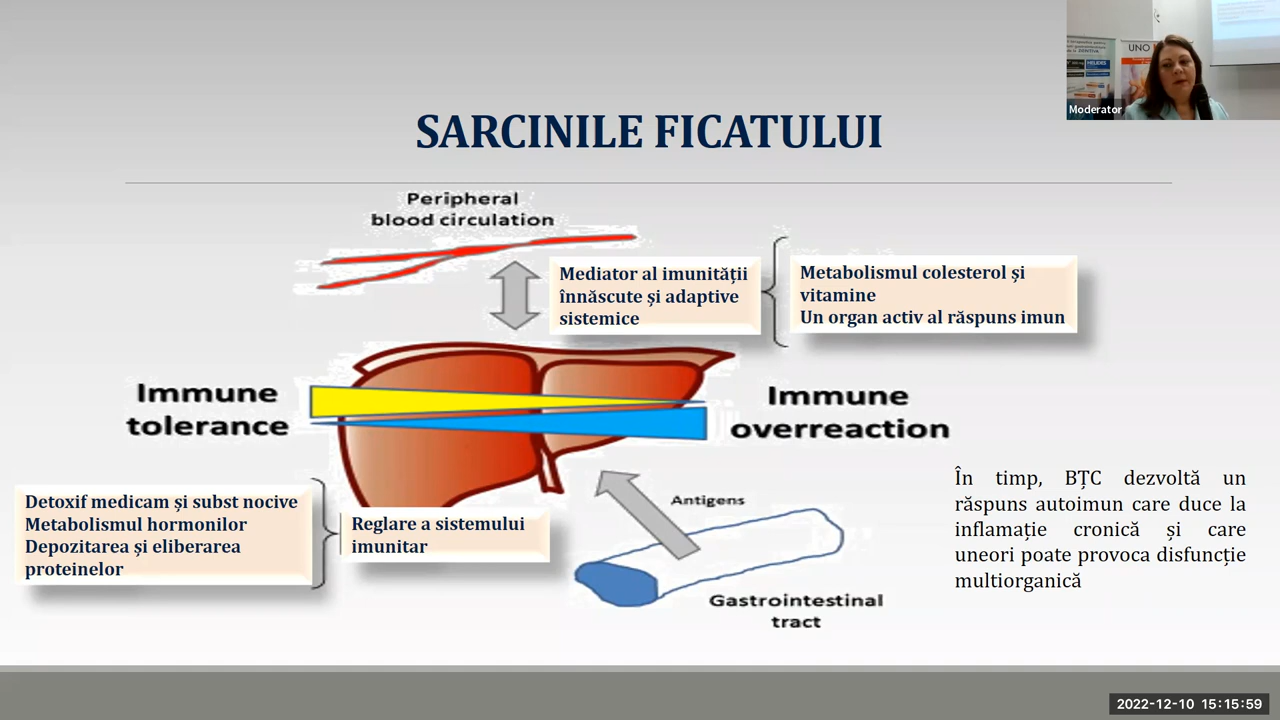 UNO
HELIDES
Moderator
SARCINILE FICATULUI
Peripheral
blood circulation
Mediator al imunității
înnăscute și adaptive
sistemice
Metabolismul colesterol și
vitamine
Un organ activ al răspuns imun
Immune
tolerance
Immune
overreaction
Detoxif medicam și subst nocive
Metabolismul hormonilor
Depozitarea și eliberarea
proteinelor
Reglare a sistemului
imunitar
Antigens
Gastrointestinal
tract
În timp, BȚC dezvoltă un
răspuns autoimun care duce la
inflamație cronică și care
uneori poate provoca disfuncție
multiorganică
2022-12-10 15:15:59